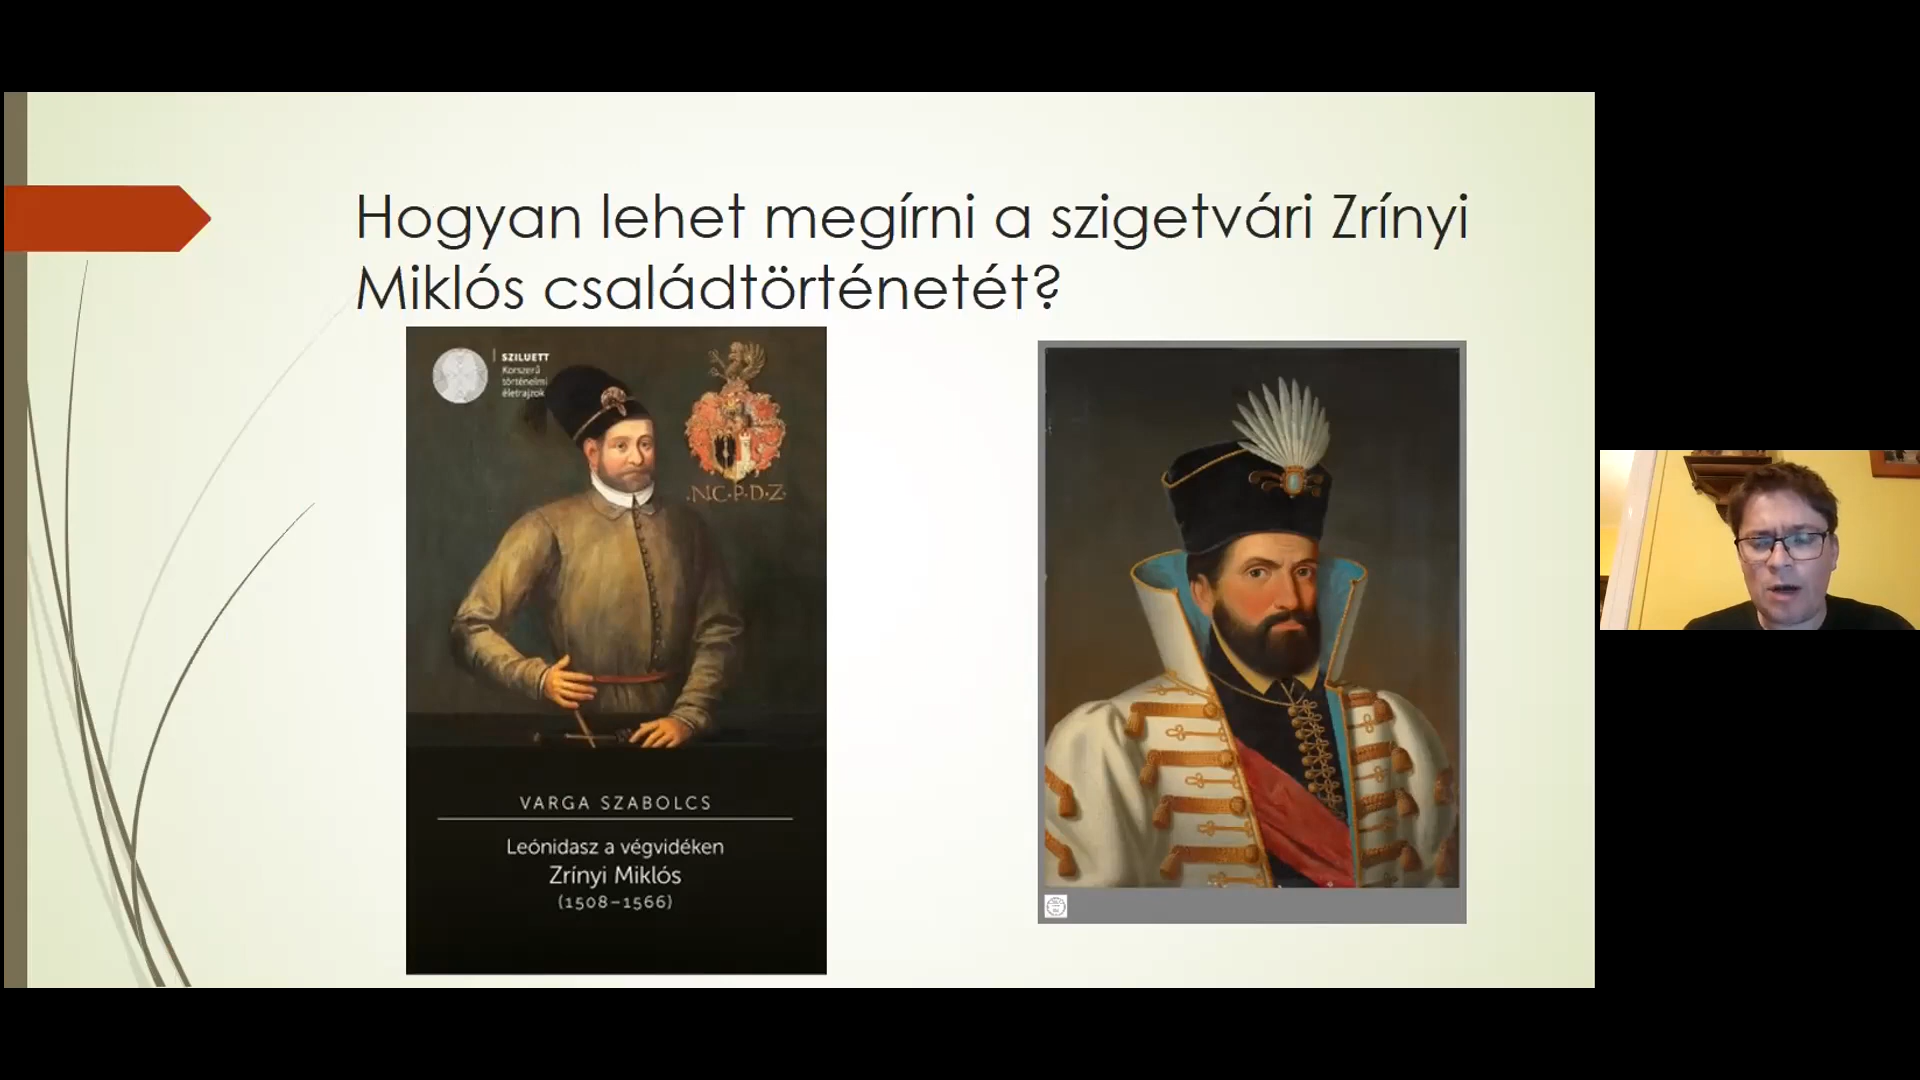 Hogyan lehet megírni a szigetvári Zrínyi
Miklós családtörténetét?
SZILUETT
Korszerű
történelmi
életrajzok
.N.C.P.D.Z.
VARGA SZABOLCS
Leónidasz a végvidéken
Zrínyi Miklós
(1508–1566)